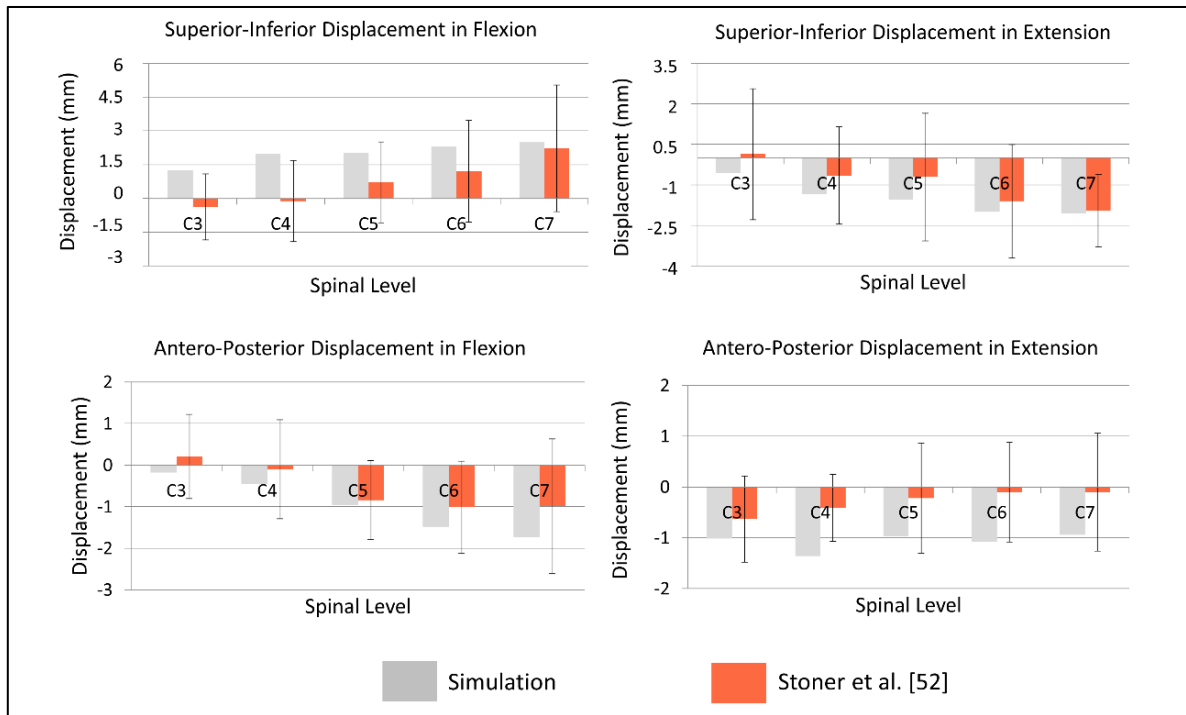 Superior-Inferior Displacement in Flexion
Displacement (mm)
6
4.5
3
1.5
0
-1.5
-3
C3 C4 C5 C6 C7
Spinal Level
Superior-Inferior Displacement in Extension
Displacement (mm)
3.5
2
0.5
-1
-2.5
-4
C3 C4 C5 C6 C7
Spinal Level
Antero-Posterior Displacement in Flexion
Displacement (mm)
2
1
0
-1
-2
-3
C3 C4 C5 C6 C7
Spinal Level
Antero-Posterior Displacement in Extension
Displacement (mm)
2
1
0
-1
-2
C3 C4 C5 C6 C7
Spinal Level
Simulation
Stoner et al. [52]